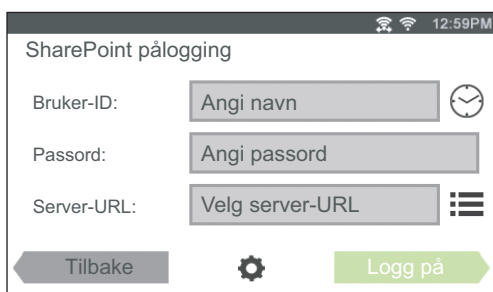 12:59PM
SharePoint pålogging
Bruker-ID: Angi navn
Passord: Angi passord
Server-URL: Velg server-URL
Tilbake Logg på